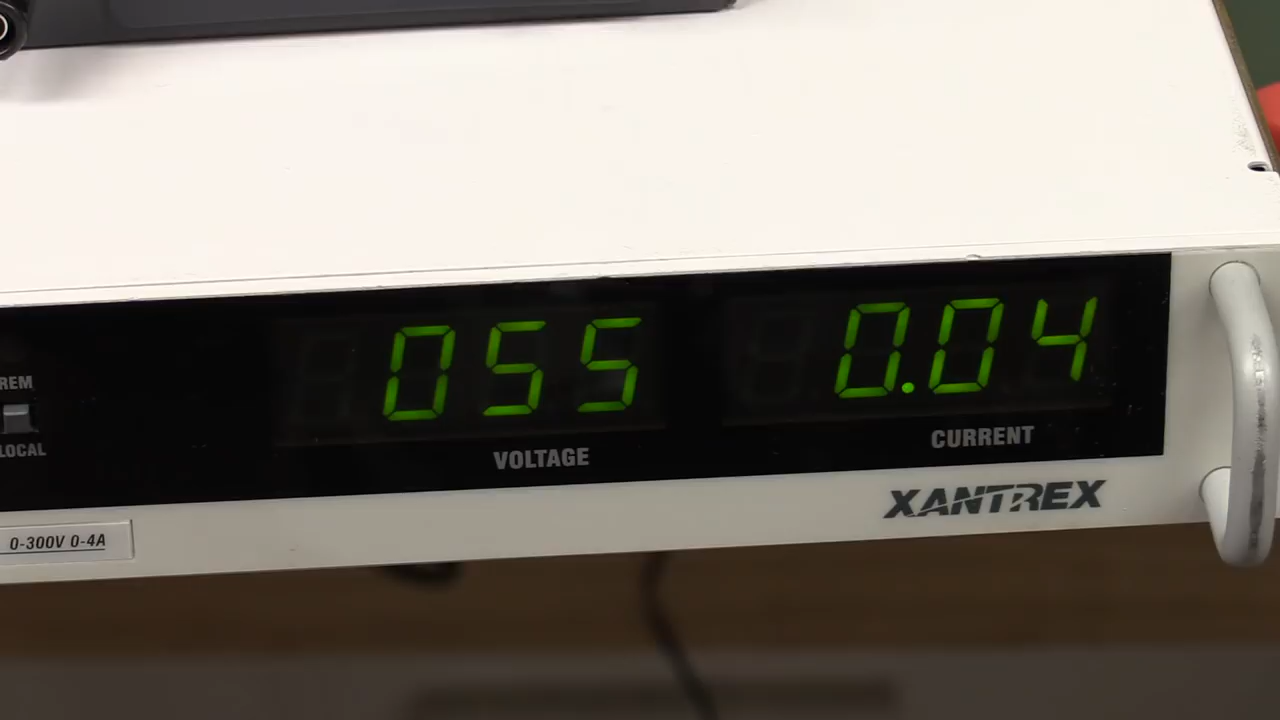 055 0.04
REM
LOCAL
VOLTAGE CURRENT
XANTREX
0-300V 0-4A